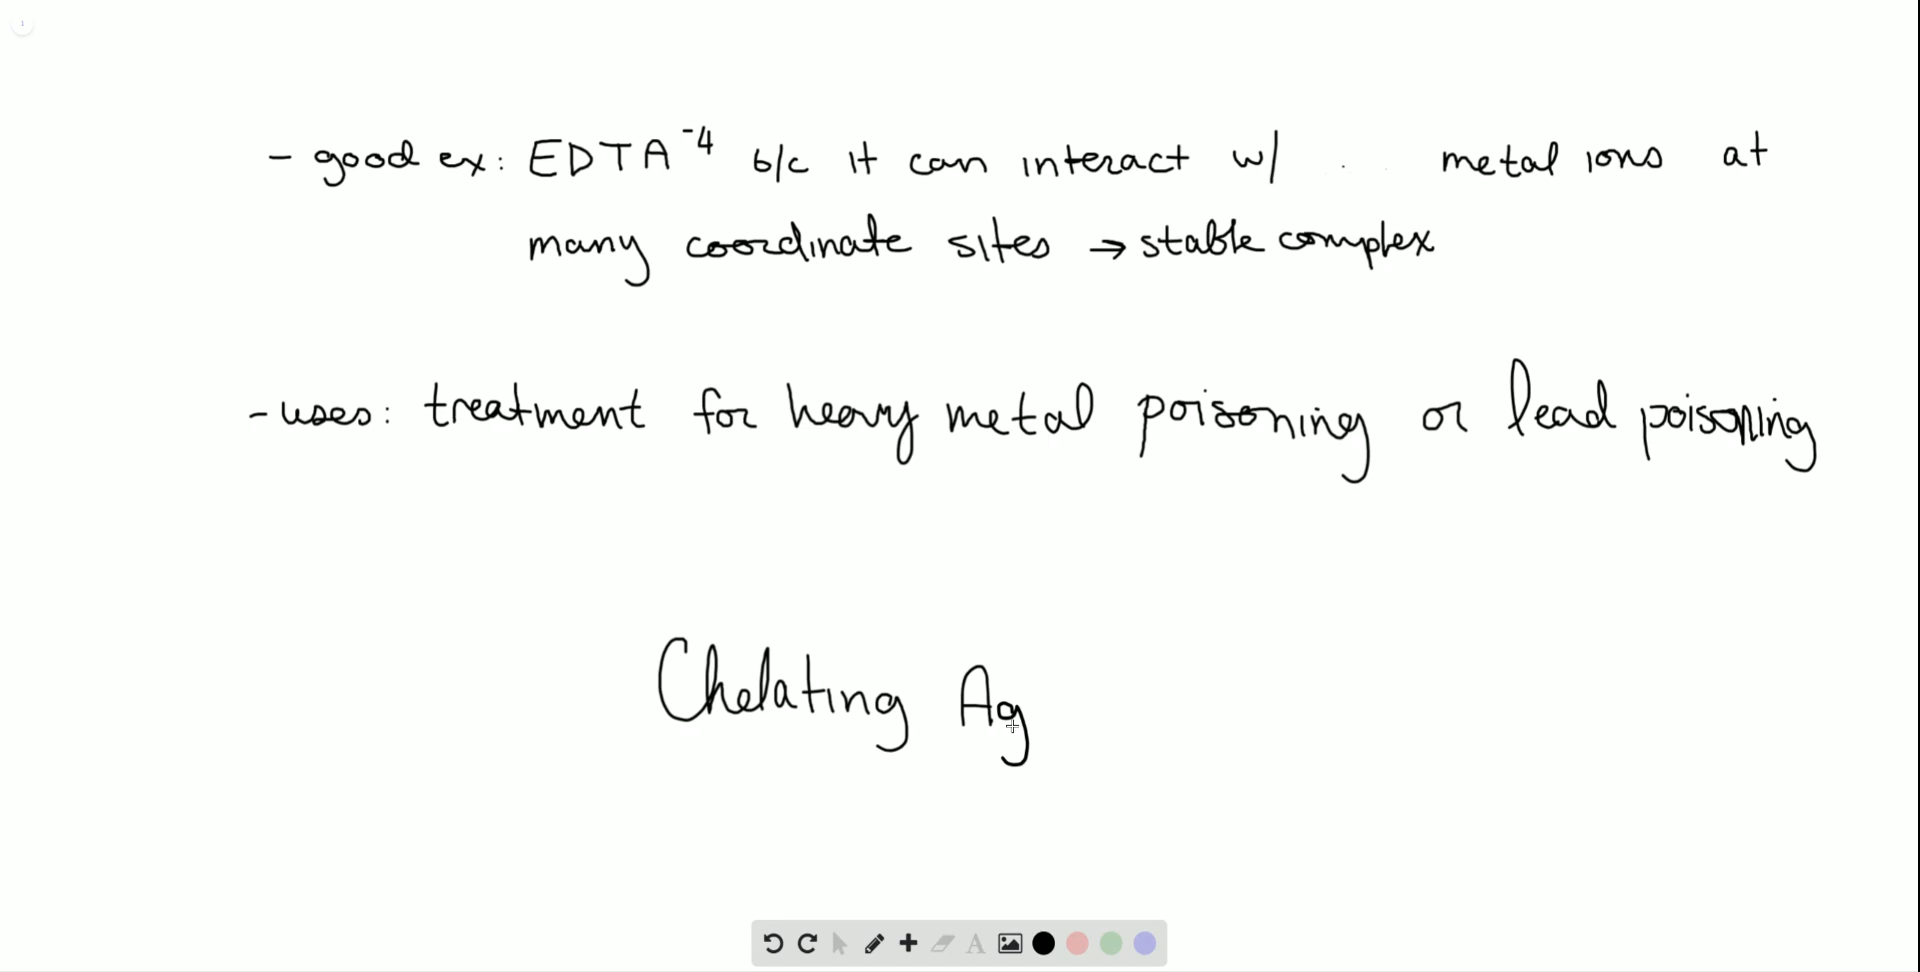 1
- good ex: EDTA⁻⁴ b/c it can interact w/ metal ions at
many coordinate sites → stable complex
- uses: treatment for heavy metal poisoning or lead poisoning
Chelating Ag
A